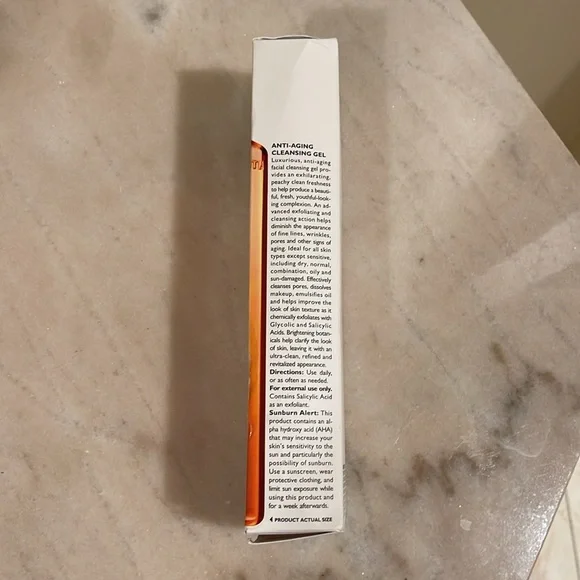 ANTI-AGING
CLEANSING GEL
Luxurious, anti-aging
facial cleansing gel pro-
vides an exhilarating,
peachy clean freshness
to help produce a beauti-
ful, fresh, youthful-look-
ing complexion. An ad-
vanced exfoliating and
cleansing action helps
diminish the appearance
of fine lines, wrinkles,
pores and other signs of
aging. Ideal for all skin
types except sensitive,
including dry, normal,
combination, oily and
sun-damaged. Effectively
cleanses pores, dissolves
makeup, emulsifies oil
and helps improve the
look of skin texture as it
chemically exfoliates with
Glycolic and Salicylic
Acids. Brightening botan-
icals help clarify the look
of skin, leaving it with an
ultra-clean, refined and
revitalized appearance.
Directions: Use daily,
or as often as needed.
For external use only.
Contains Salicylic Acid
as an exfoliant.
Sunburn Alert: This
product contains an al-
pha hydroxy acid (AHA)
that may increase your
skin's sensitivity to the
sun and particularly the
possibility of sunburn.
Use a sunscreen, wear
protective clothing, and
limit sun exposure while
using this product and
for a week afterwards.
PRODUCT ACTUAL SIZE